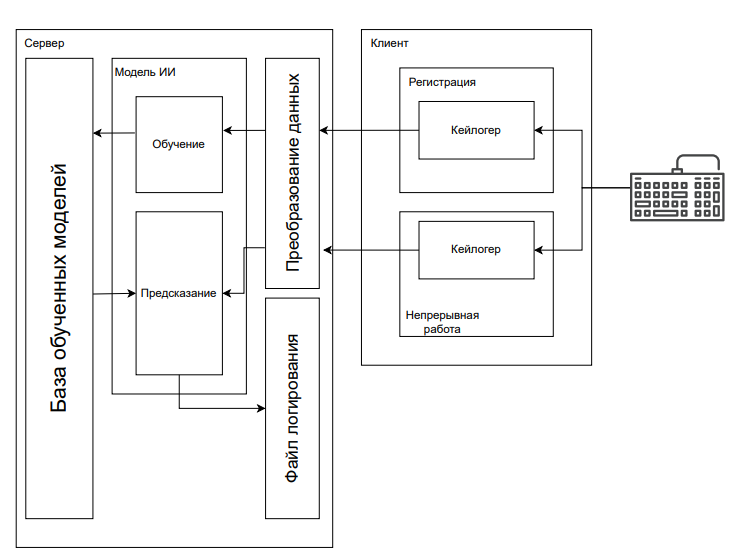 Сервер
База обученных моделей
Модель ИИ
Обучение
Предсказание
Преобразование данных
Файл логирования
Клиент
Регистрация
Кейлогер
Кейлогер
Непрерывная
работа